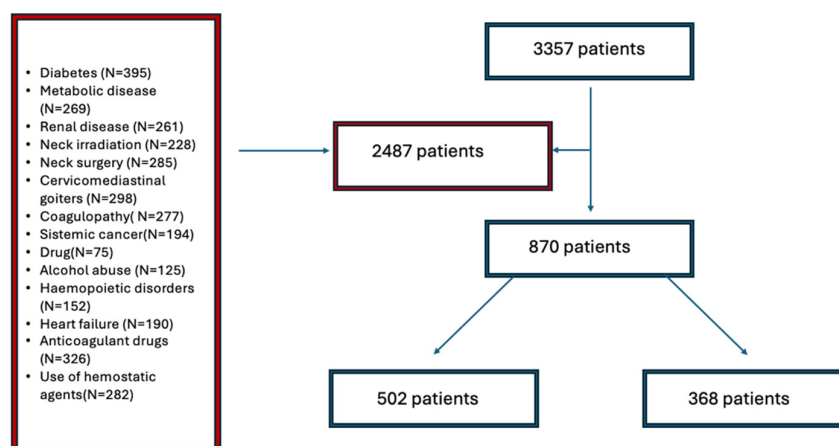 3357 patients
• Diabetes (N=395)
• Metabolic disease
(N=269)
• Renal disease (N=261)
• Neck irradiation (N=228)
• Neck surgery (N=285)
• Cervicomediastinal
goiters (N=298)
• Coagulopathy( N=277)
• Sistemic cancer(N=194)
• Drug(N=75)
• Alcohol abuse (N=125)
• Haemopoietic disorders
(N=152)
• Heart failure (N=190)
• Anticoagulant drugs
(N=326)
• Use of hemostatic
agents(N=282)
2487 patients
870 patients
502 patients
368 patients